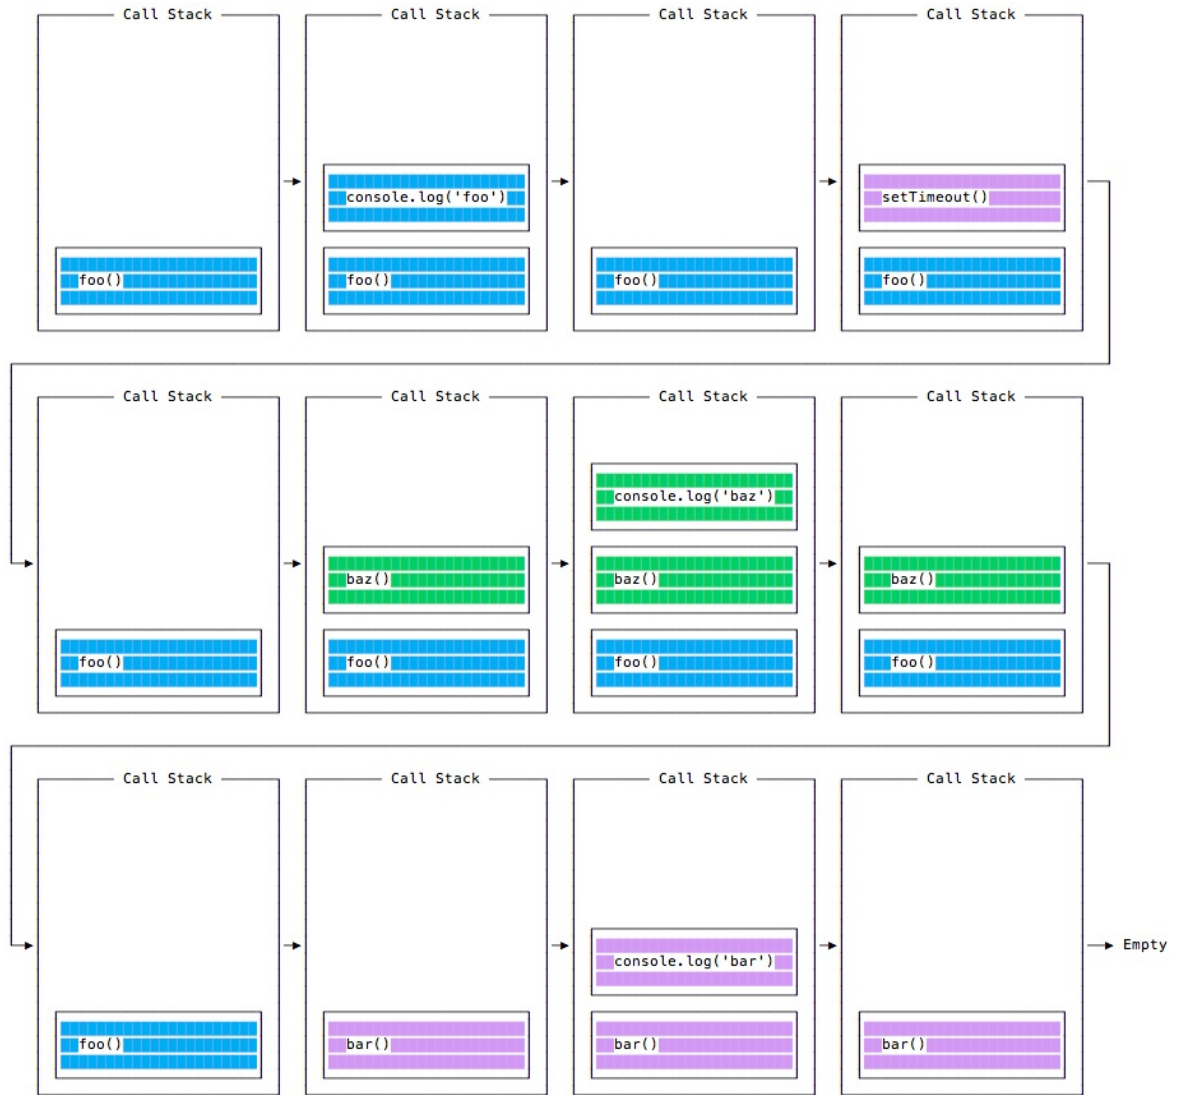 Call Stack Call Stack Call Stack Call Stack
console.log('foo') setTimeout()
foo() foo() foo() foo()
Call Stack Call Stack Call Stack Call Stack
console.log('baz')
baz() baz() baz()
foo() foo() foo() foo()
Call Stack Call Stack Call Stack Call Stack
Empty
console.log('bar')
foo() bar() bar() bar()